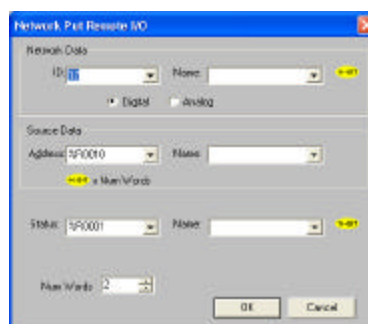 Network Put Remote I/O
Network Data
ID: Name:
Digital Analog
Source Data
Address: %R0010 Name:
x Num Words
Status: %R0001 Name:
Num Words 2
OK Cancel